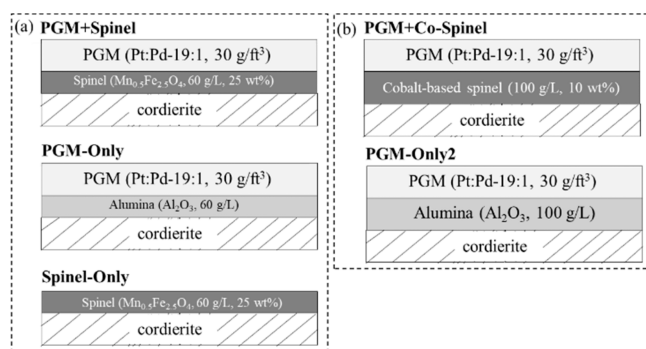 (a) PGM+Spinel
PGM (Pt:Pd-19:1, 30 g/ft³)
Spinel (Mn₀.₅Fe₂.₅O₄, 60 g/L, 25 wt%)
cordierite
PGM-Only
PGM (Pt:Pd-19:1, 30 g/ft³)
Alumina (Al₂O₃, 60 g/L)
cordierite
Spinel-Only
Spinel (Mn₀.₅Fe₂.₅O₄, 60 g/L, 25 wt%)
cordierite
(b) PGM+Co-Spinel
PGM (Pt:Pd-19:1, 30 g/ft³)
Cobalt-based spinel (100 g/L, 10 wt%)
cordierite
PGM-Only2
PGM (Pt:Pd-19:1, 30 g/ft³)
Alumina (Al₂O₃, 100 g/L)
cordierite